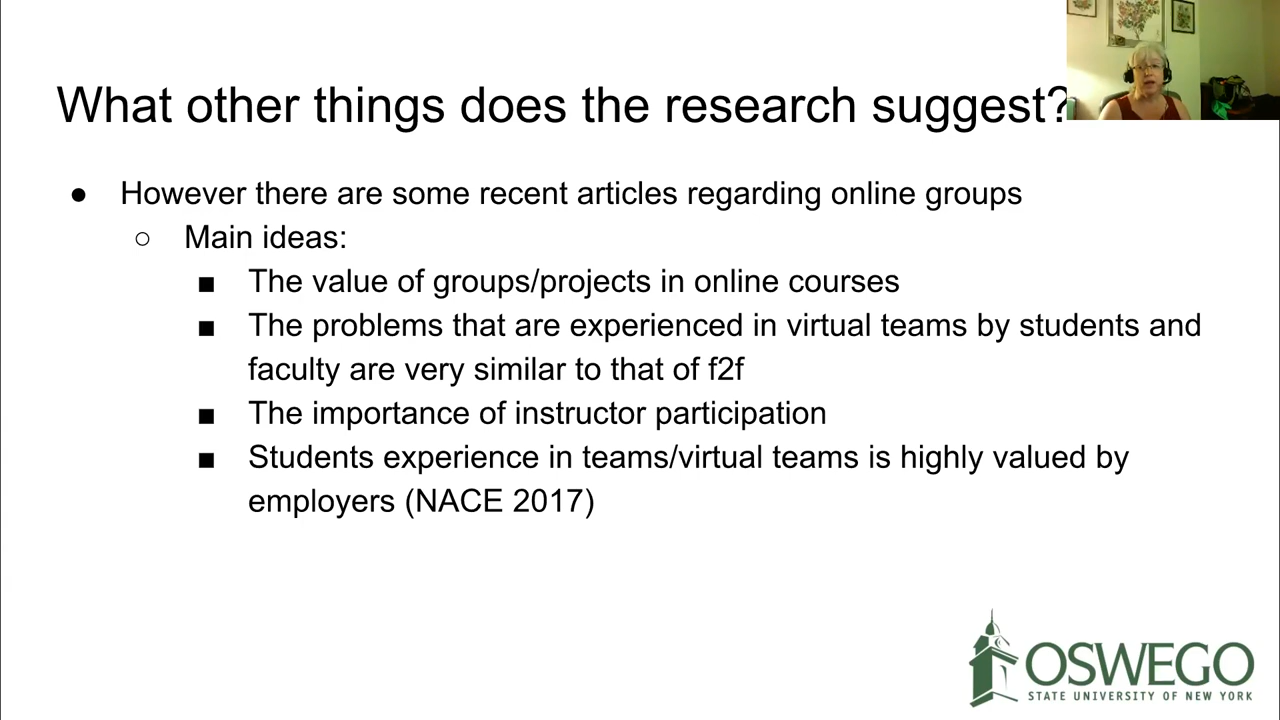 What other things does the research suggest?
● However there are some recent articles regarding online groups
○ Main ideas:
■ The value of groups/projects in online courses
■ The problems that are experienced in virtual teams by students and
faculty are very similar to that of f2f
■ The importance of instructor participation
■ Students experience in teams/virtual teams is highly valued by
employers (NACE 2017)
OSWEGO
STATE UNIVERSITY OF NEW YORK